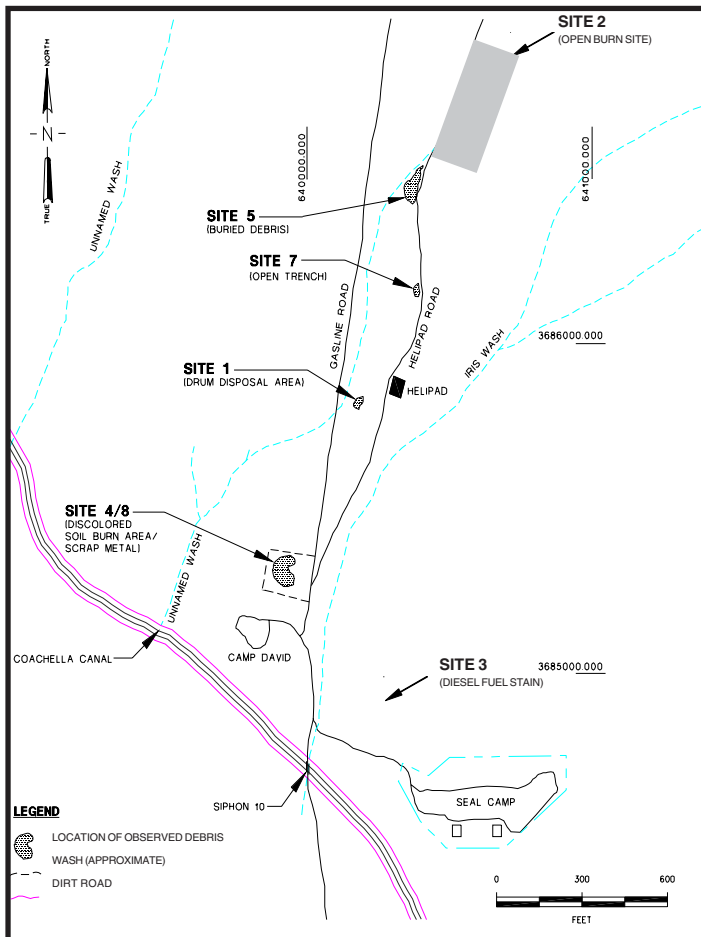 SITE 2
(OPEN BURN SITE)
NORTH
N
TRUE
UNNAMED WASH
640000.000
641000.000
SITE 5
(BURIED DEBRIS)
SITE 7
(OPEN TRENCH)
GASLINE ROAD
HELIPAD ROAD
IRIS WASH
3686000.000
SITE 1
(DRUM DISPOSAL AREA)
HELIPAD
SITE 4/8
(DISCOLORED
SOIL BURN AREA/
SCRAP METAL)
UNNAMED WASH
COACHELLA CANAL
CAMP DAVID
SITE 3
(DIESEL FUEL STAIN)
3685000.000
SIPHON 10
SEAL CAMP
LEGEND
LOCATION OF OBSERVED DEBRIS
WASH (APPROXIMATE)
DIRT ROAD
0 300 600
FEET